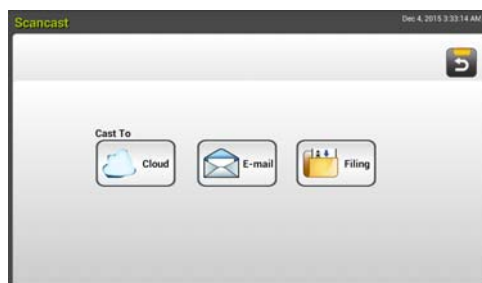 Scancast
Dec 4, 2015 3:33:14 AM
Cast To
Cloud
E-mail
Filing